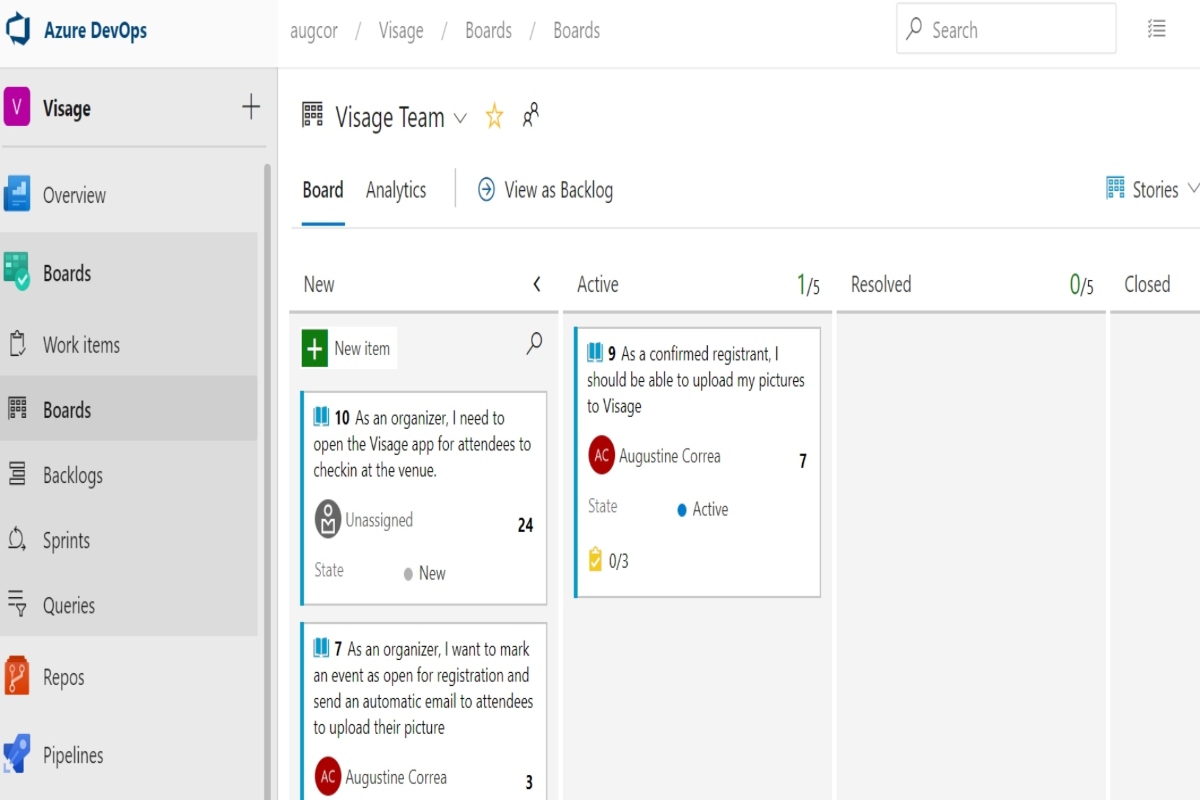 Azure DevOps
augcor / Visage / Boards / Boards
Search
V Visage
Overview
Boards
Work items
Boards
Backlogs
Sprints
Queries
Repos
Pipelines
Visage Team
Board Analytics View as Backlog
Stories
New
New item
10 As an organizer, I need to
open the Visage app for attendees to
checkin at the venue.
Unassigned 24
State New
7 As an organizer, I want to mark
an event as open for registration and
send an automatic email to attendees
to upload their picture
AC Augustine Correa 3
Active 1/5
9 As a confirmed registrant, I
should be able to upload my pictures
to Visage
AC Augustine Correa 7
State Active
0/3
Resolved 0/5
Closed